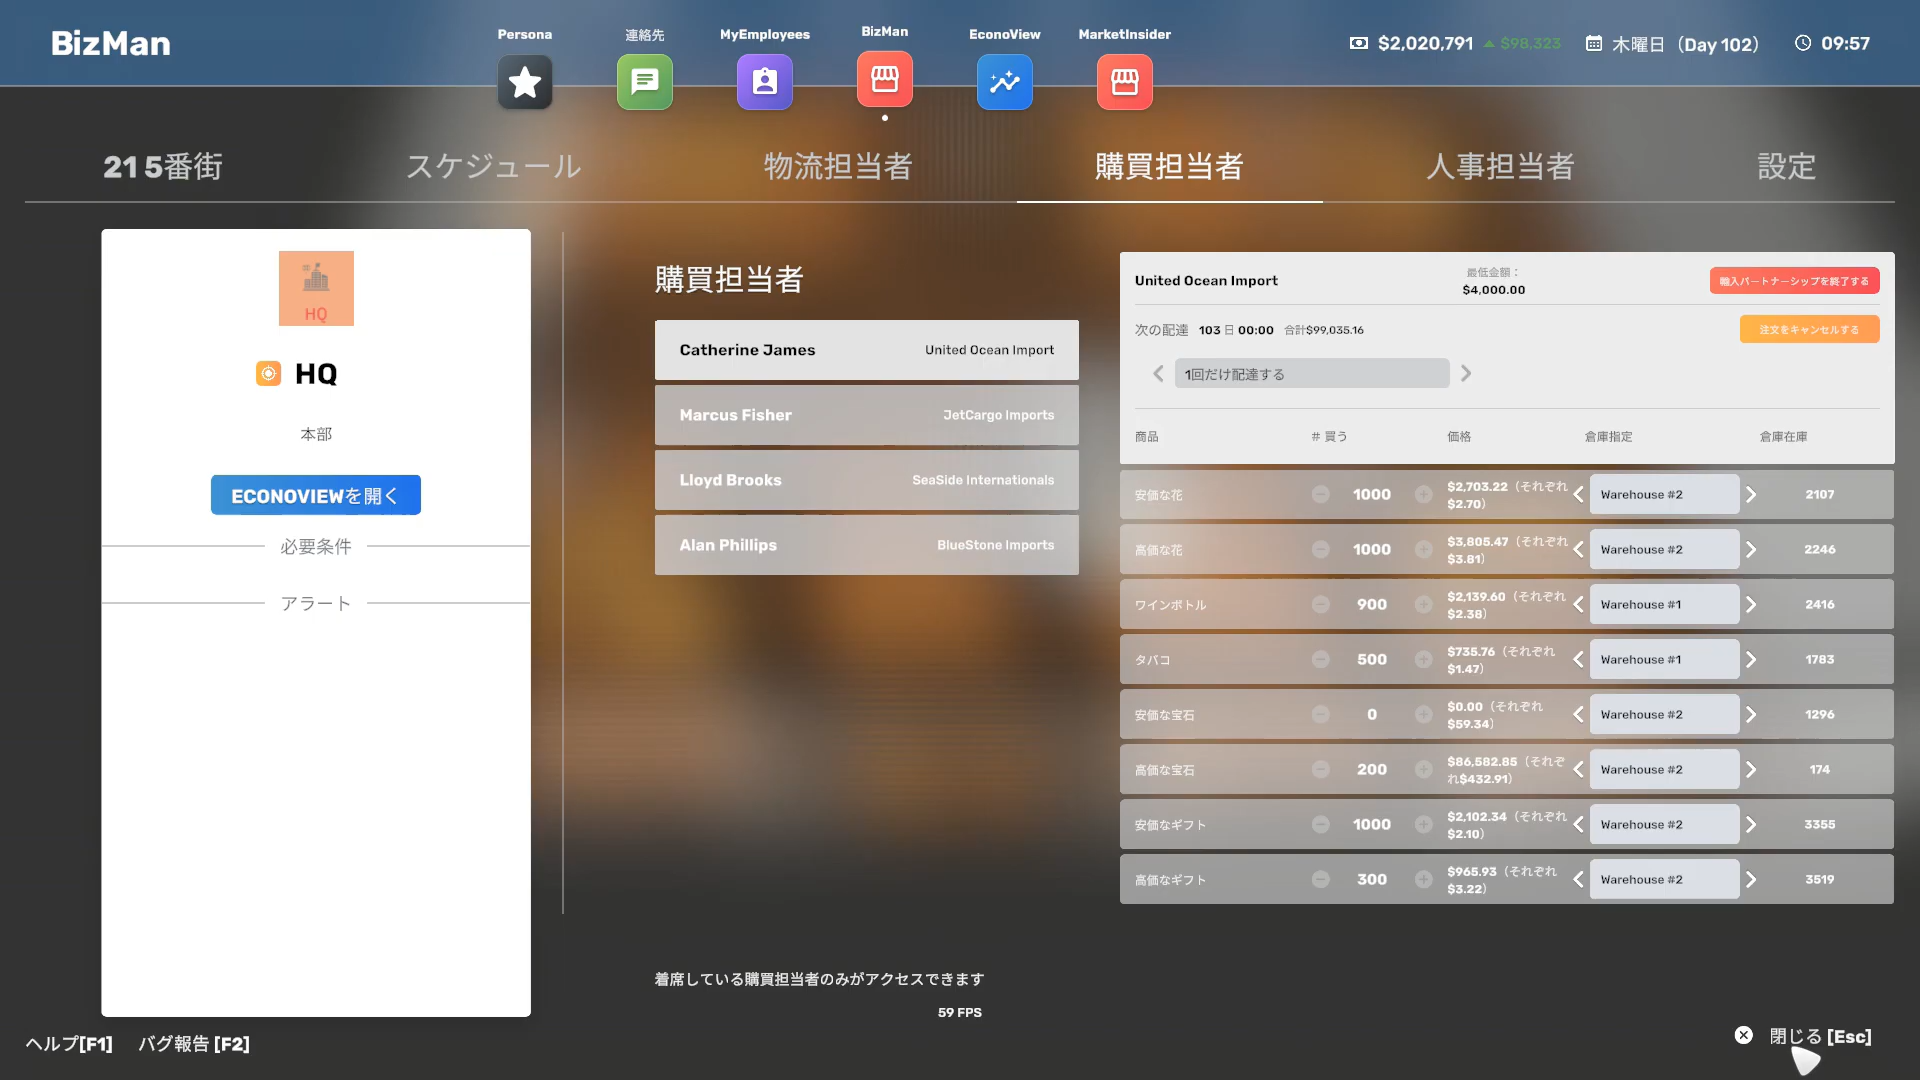 BizMan
Persona
連絡先
MyEmployees
BizMan
EconoView
MarketInsider
$2,020,791 $98,323
木曜日 (Day 102)
09:57
215番街
スケジュール
物流担当者
購買担当者
人事担当者
設定
HQ
HQ
本部
ECONOVIEWを開く
必要条件
アラート
購買担当者
Catherine James United Ocean Import
Marcus Fisher JetCargo Imports
Lloyd Brooks SeaSide Internationals
Alan Phillips BlueStone Imports
着席している購買担当者のみがアクセスできます
59 FPS
United Ocean Import
最低金額：
$4,000.00
輸入パートナーシップを終了する
次の配達 103 日 00:00 合計$99,035.16
注文をキャンセルする
1回だけ配達する
商品 # 買う 価格 倉庫指定 倉庫在庫
安価な花 1000 $2,703.22（それぞれ
$2.70） Warehouse #2 2107
高価な花 1000 $3,805.47（それぞれ
$3.81） Warehouse #2 2246
ワインボトル 900 $2,139.60（それぞれ
$2.38） Warehouse #1 2416
タバコ 500 $735.76（それぞれ
$1.47） Warehouse #1 1783
安価な宝石 0 $0.00（それぞれ
$59.34） Warehouse #2 1296
高価な宝石 200 $86,582.85（それぞ
れ$432.91） Warehouse #2 174
安価なギフト 1000 $2,102.34（それぞれ
$2.10） Warehouse #2 3355
高価なギフト 300 $965.93（それぞれ
$3.22） Warehouse #2 3519
ヘルプ[F1] バグ報告 [F2]
閉じる [Esc]